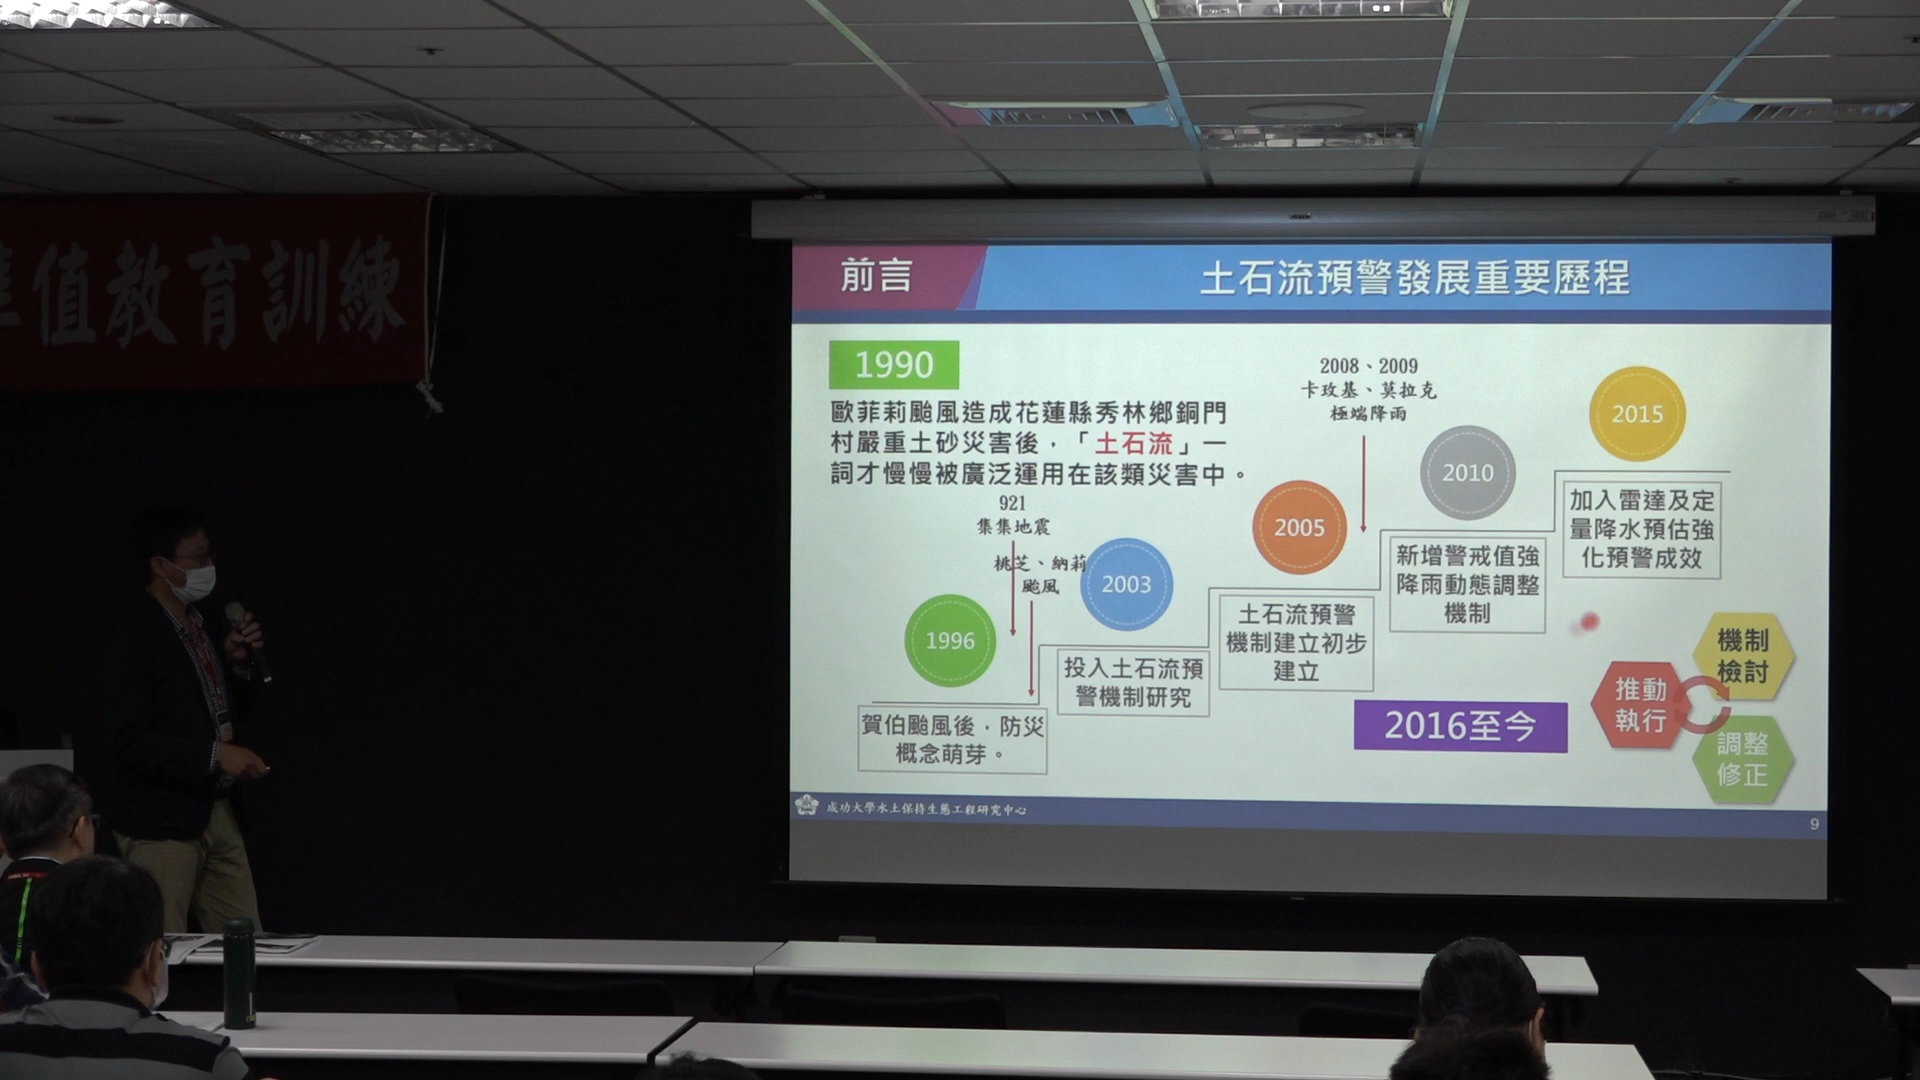 值教育訓練
前言
土石流預警發展重要歷程
1990
歐菲莉颱風造成花蓮縣秀林鄉銅門
村嚴重土砂災害後，「土石流」一
詞才慢慢被廣泛運用在該類災害中。
921
集集地震
桃芝、納莉
颱風
1996
賀伯颱風後，防災
概念萌芽。
2003
投入土石流預
警機制研究
2005
土石流預警
機制建立初步
建立
2008、2009
卡玫基、莫拉克
極端降雨
2010
新增警戒值強
降雨動態調整
機制
2015
加入雷達及定
量降水預估強
化預警成效
2016至今
機制
檢討
推動
執行
調整
修正
成功大學水土保持生態工程研究中心
9